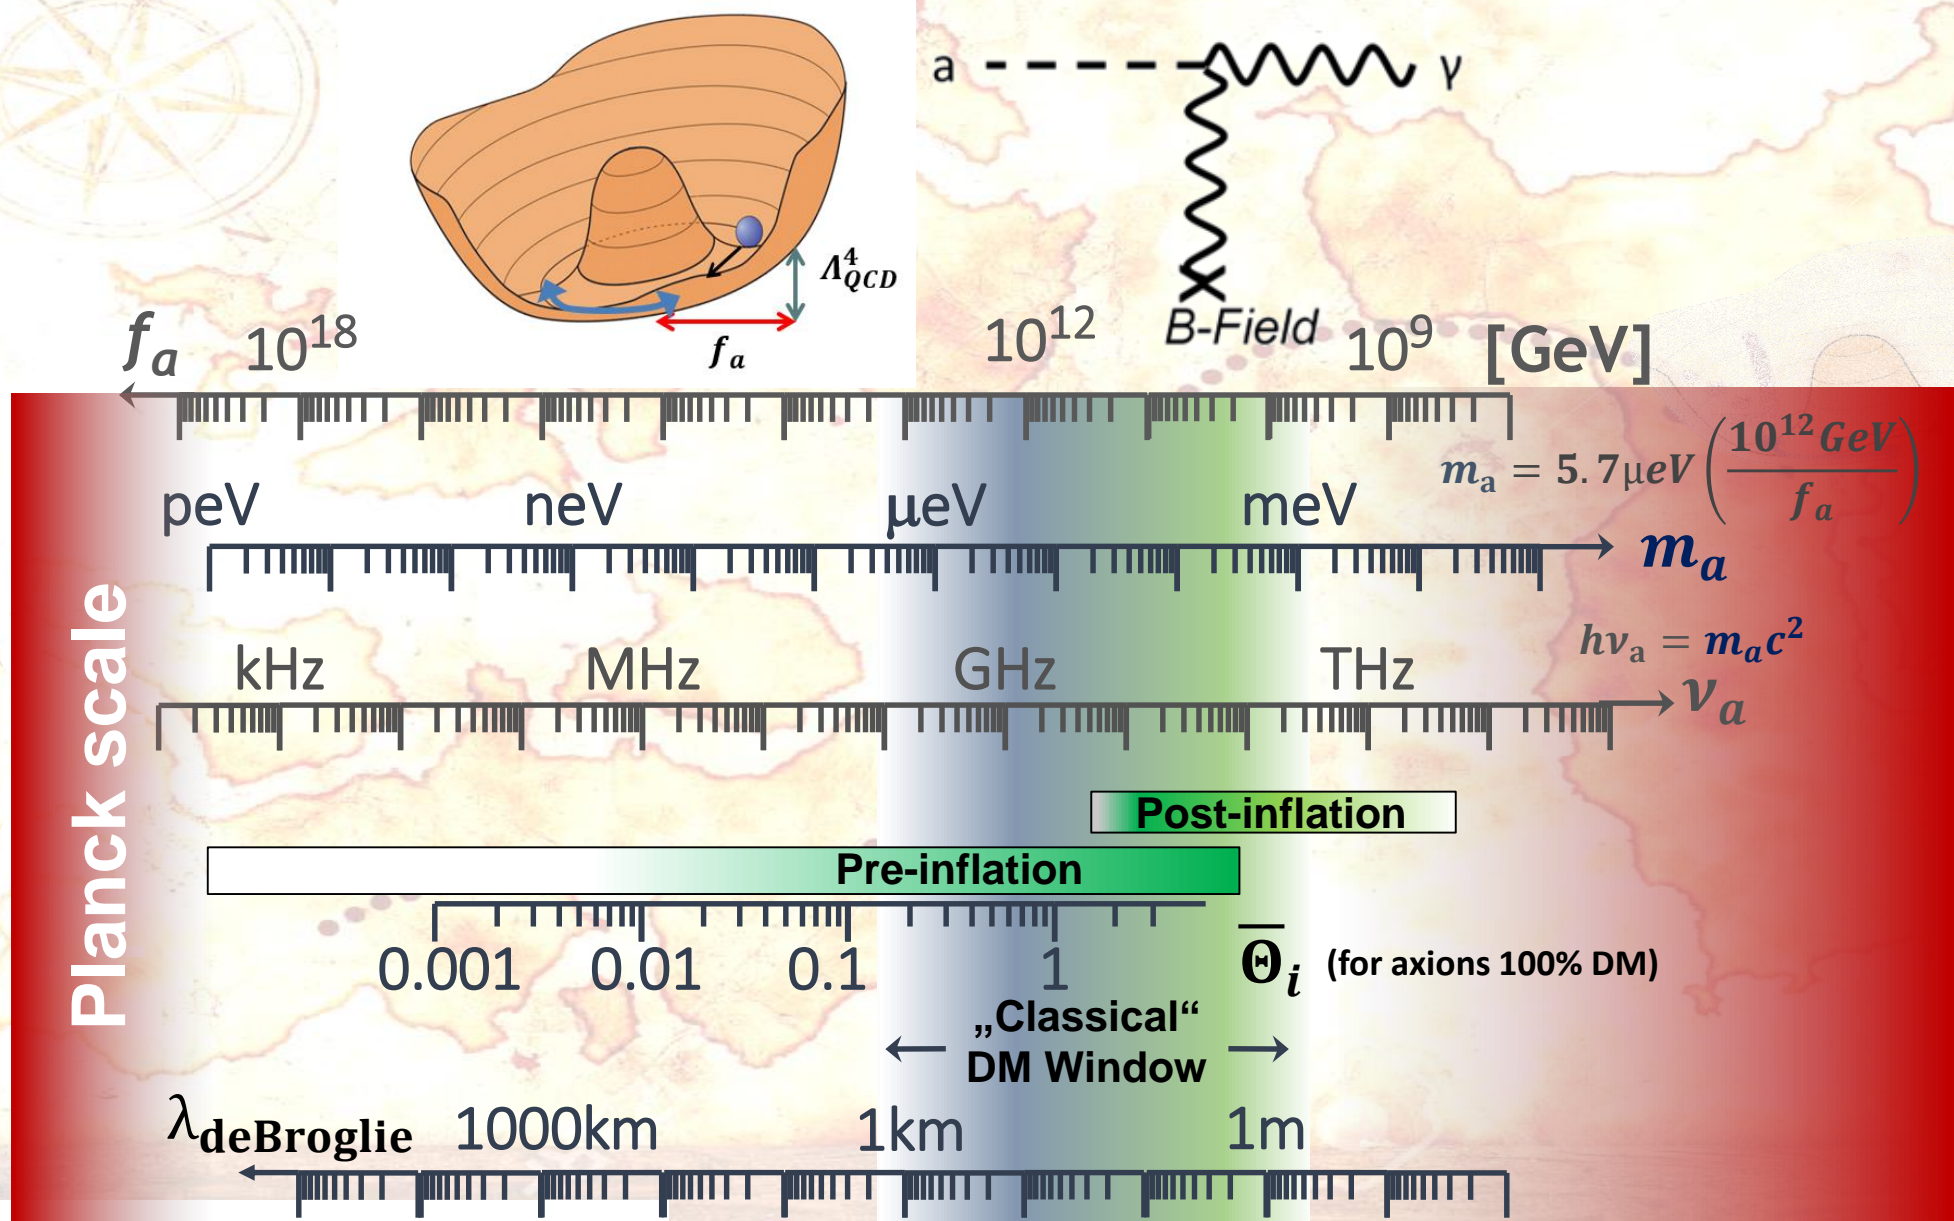 a γ
Λ⁴QCD
B-Field
fₐ
fₐ 10¹⁸ 10¹² 10⁹ [GeV]
mₐ = 5.7μeV (10¹²GeV / fₐ)
peV neV μeV meV
mₐ
hνₐ = mₐc²
kHz MHz GHz THz
νₐ
Planck scale
Post-inflation
Pre-inflation
0.001 0.01 0.1 1 Θ̅ᵢ (for axions 100% DM)
„Classical“
DM Window
λdeBroglie 1000km 1km 1m